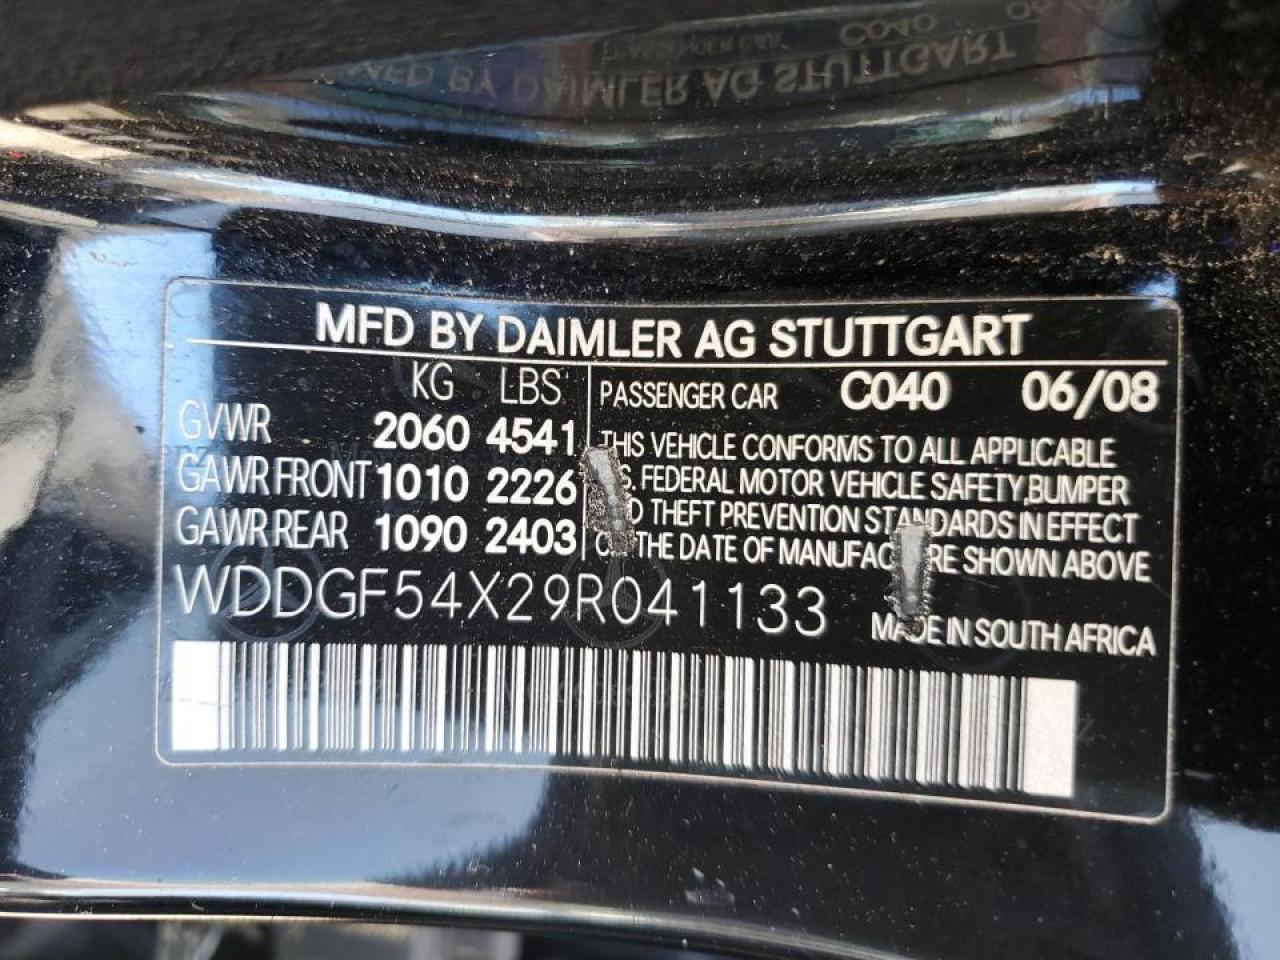 MFD BY DAIMLER AG STUTTGART
KG LBS
GVWR 2060 4541
GAWR FRONT 1010 2226
GAWR REAR 1090 2403
PASSENGER CAR C040 06/08
THIS VEHICLE CONFORMS TO ALL APPLICABLE
FEDERAL MOTOR VEHICLE SAFETY, BUMPER
THEFT PREVENTION STANDARDS IN EFFECT
THE DATE OF MANUFAC RE SHOWN ABOVE
WDDGF54X29R041133
MADE IN SOUTH AFRICA